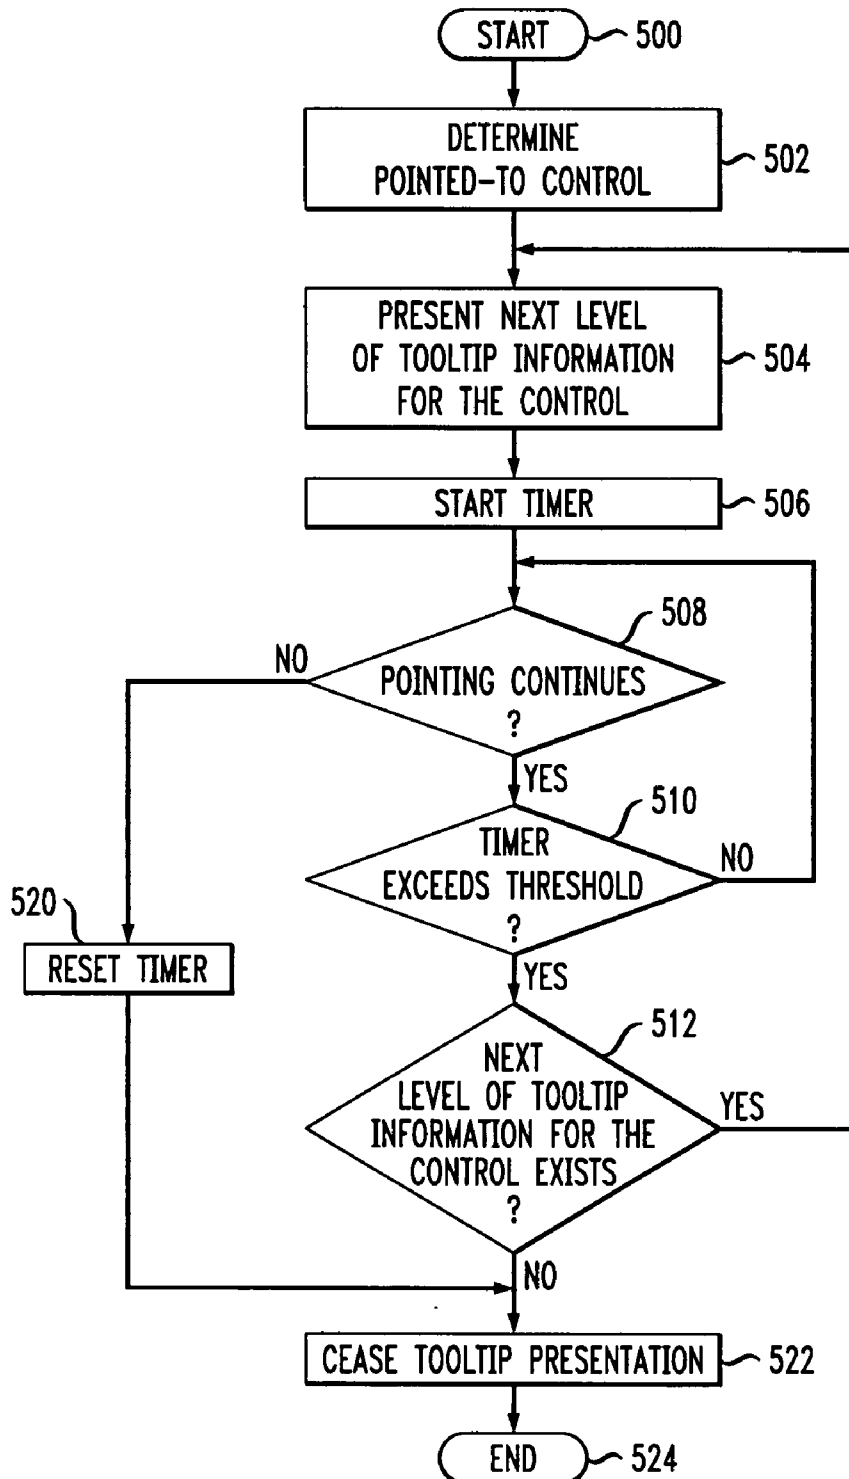 START
500
DETERMINE
POINTED-TO CONTROL
502
PRESENT NEXT LEVEL
OF TOOLTIP INFORMATION
FOR THE CONTROL
504
START TIMER
506
508
NO
POINTING CONTINUES
?
YES
510
TIMER
EXCEEDS THRESHOLD
?
NO
520
RESET TIMER
YES
512
NEXT
LEVEL OF TOOLTIP
INFORMATION FOR THE
CONTROL EXISTS
?
YES
NO
CEASE TOOLTIP PRESENTATION
522
END
524